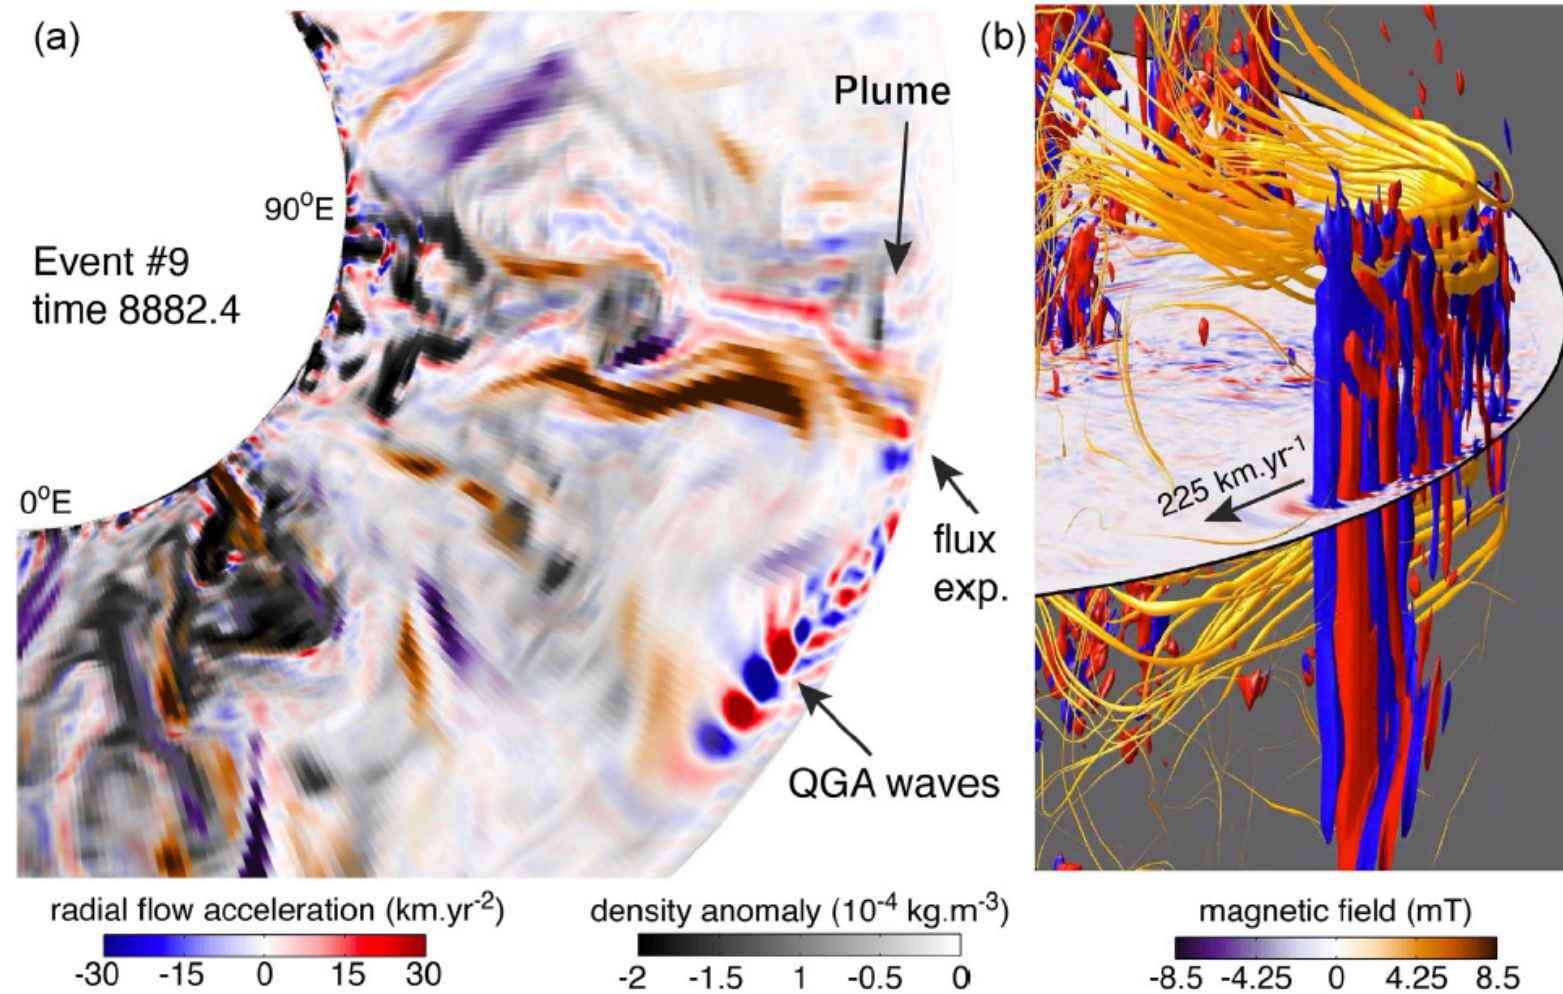 (a)
Plume
90°E
Event #9
time 8882.4
0°E
flux
exp.
QGA waves
(b)
225 km.yr-1
radial flow acceleration (km.yr-2)
-30 -15 0 15 30
density anomaly (10-4 kg.m-3)
-2 -1.5 1 -0.5 0
magnetic field (mT)
-8.5 -4.25 0 4.25 8.5